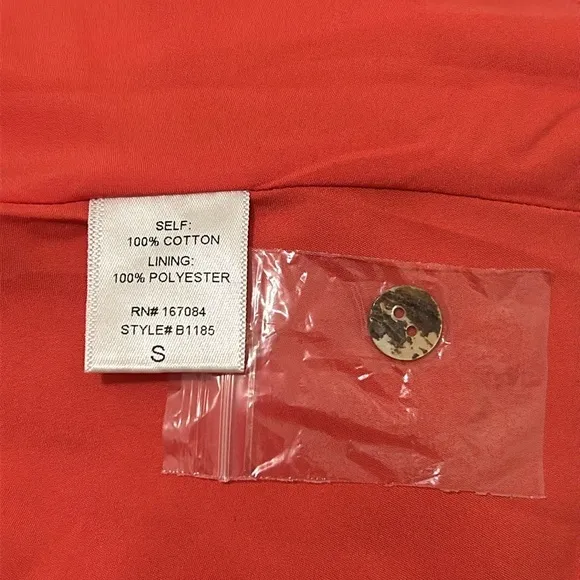 SELF:
100% COTTON
LINING:
100% POLYESTER
RN# 167084
STYLE# B1185
S